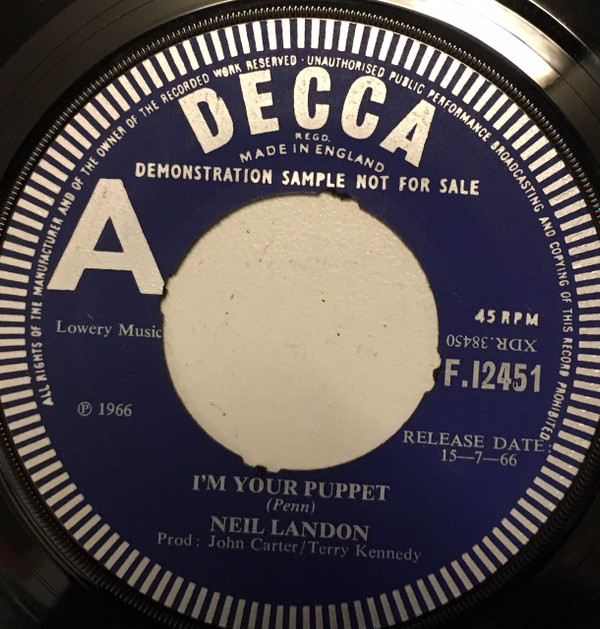 ALL RIGHTS OF THE MANUFACTURER AND OF THE OWNER OF THE RECORDED WORK RESERVED · UNAUTHORISED PUBLIC PERFORMANCE BROADCASTING AND COPYING OF THIS RECORD PROHIBITED.
DECCA
REGD.
MADE IN ENGLAND
DEMONSTRATION SAMPLE NOT FOR SALE
A
Lowery Music
℗ 1966
45 RPM
XDR.38450
F.12451
RELEASE DATE:
15-7-66
I'M YOUR PUPPET
(Penn)
NEIL LANDON
Prod: John Carter/Terry Kennedy